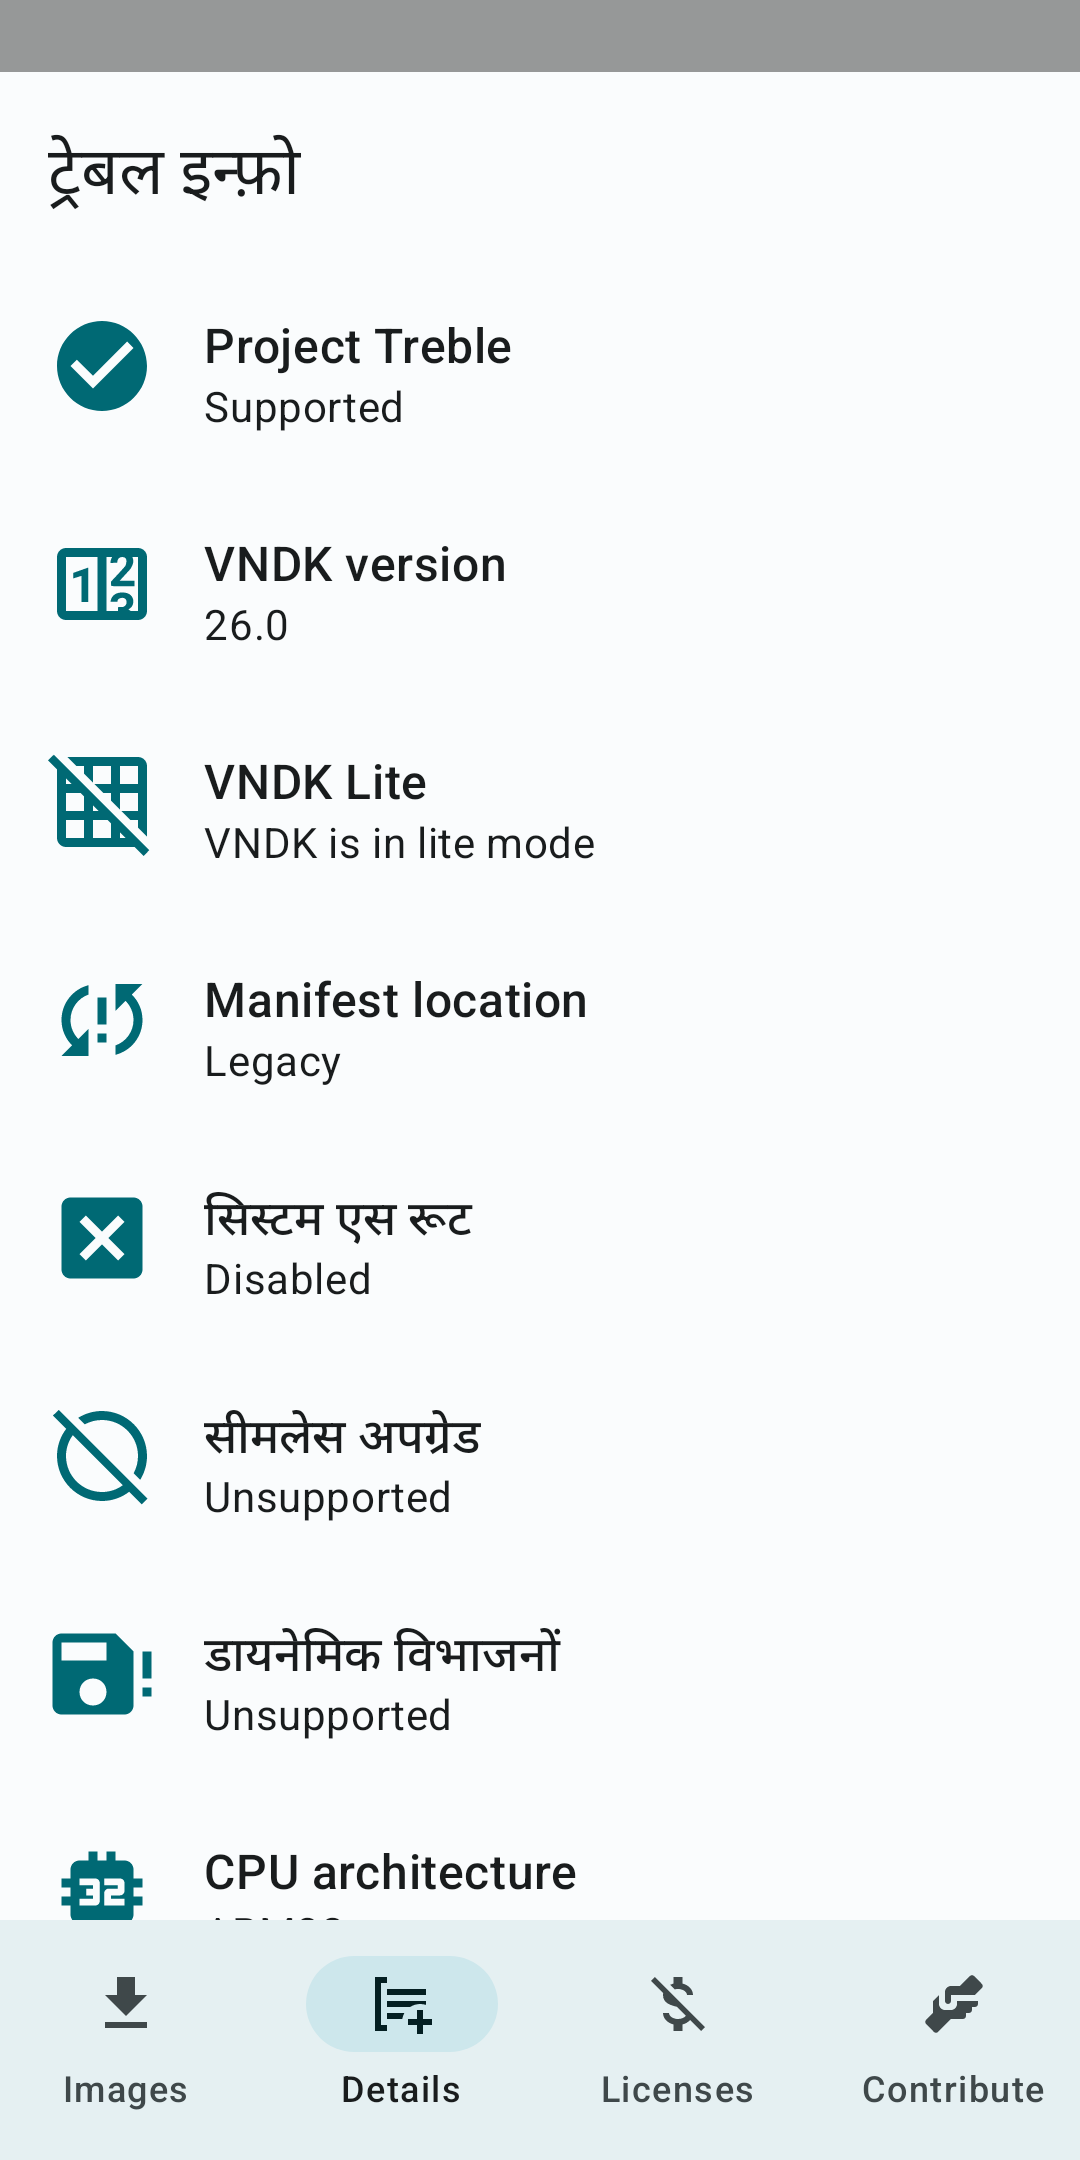 ट्रेबल इन्फ़ो
Project Treble
Supported
VNDK version
26.0
VNDK Lite
VNDK is in lite mode
Manifest location
Legacy
सिस्टम एस रूट
Disabled
सीमलेस अपग्रेड
Unsupported
डायनेमिक विभाजनों
Unsupported
CPU architecture
Images
Details
Licenses
Contribute